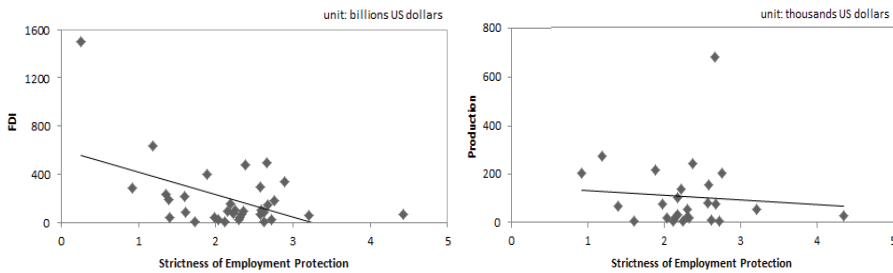 unit: billions US dollars
1600
1200
800
400
0
FDI
0 1 2 3 4 5
Strictness of Employment Protection
unit: thousands US dollars
800
600
400
200
0
Production
0 1 2 3 4 5
Strictness of Employment Protection